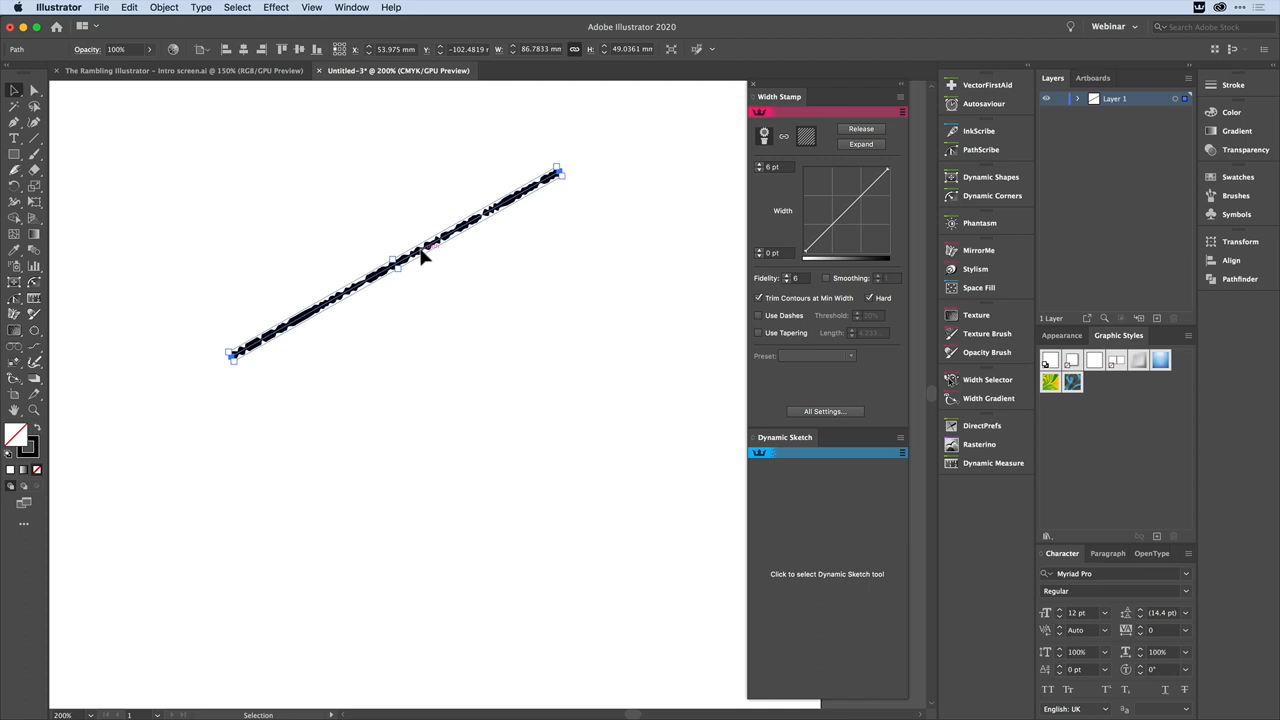 Illustrator File Edit Object Type Select Effect View Window Help
Adobe Illustrator 2020
Webinar
Search Adobe Stock
Path Opacity: 100% X: 53.975 mm Y: -102.4819 r W: 86.7833 mm H: 49.0361 mm
The Rambling Illustrator - Intro screen.ai @ 150% (RGB/GPU Preview)
Untitled-3* @ 200% (CMYK/GPU Preview)
Width Stamp
Release
Expand
6 pt
Width
0 pt
Fidelity: 6 Smoothing: 1
Trim Contours at Min Width Hard
Use Dashes Threshold: 20%
Use Tapering Length: 4.233...
Preset:
All Settings...
Dynamic Sketch
Click to select Dynamic Sketch tool
VectorFirstAid
Autosaviour
InkScribe
PathScribe
Dynamic Shapes
Dynamic Corners
Phantasm
MirrorMe
Stylism
Space Fill
Texture
Texture Brush
Opacity Brush
Width Selector
Width Gradient
DirectPrefs
Rasterino
Dynamic Measure
Layers Artboards
Layer 1
1 Layer
Appearance Graphic Styles
Character Paragraph OpenType
Myriad Pro
Regular
12 pt (14.4 pt)
Auto 0
100% 100%
0 pt 0°
English: UK
Stroke
Color
Gradient
Transparency
Swatches
Brushes
Symbols
Transform
Align
Pathfinder
200% 1 Selection